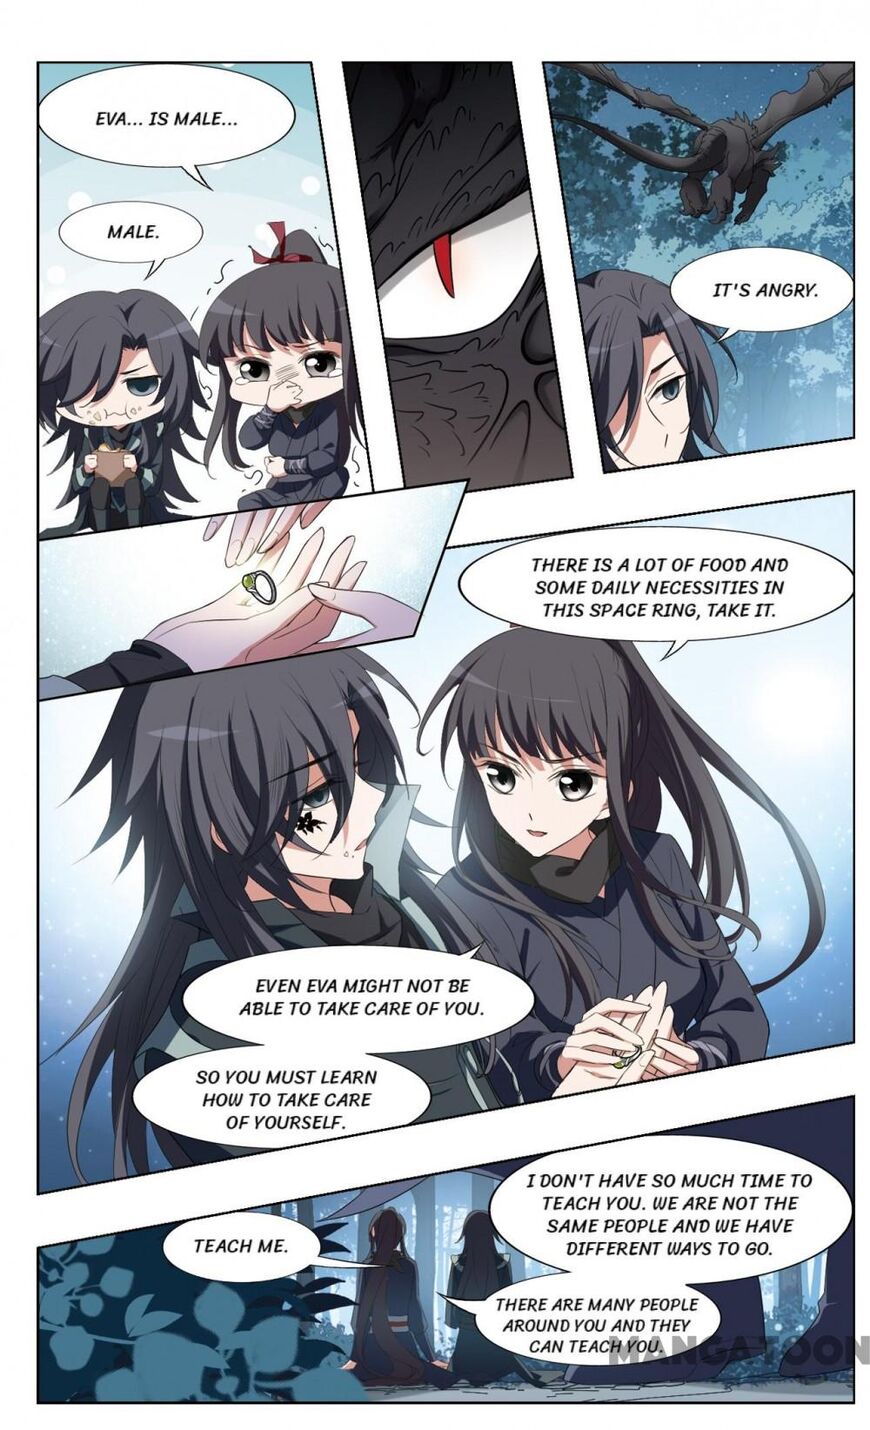 EVA... IS MALE...
MALE.
IT'S ANGRY.
THERE IS A LOT OF FOOD AND
SOME DAILY NECESSITIES IN
THIS SPACE RING, TAKE IT.
EVEN EVA MIGHT NOT BE
ABLE TO TAKE CARE OF YOU.
SO YOU MUST LEARN
HOW TO TAKE CARE
OF YOURSELF.
I DON'T HAVE SO MUCH TIME TO
TEACH YOU. WE ARE NOT THE
SAME PEOPLE AND WE HAVE
DIFFERENT WAYS TO GO.
TEACH ME.
THERE ARE MANY PEOPLE
AROUND YOU AND THEY
CAN TEACH YOU.
MANGATOON